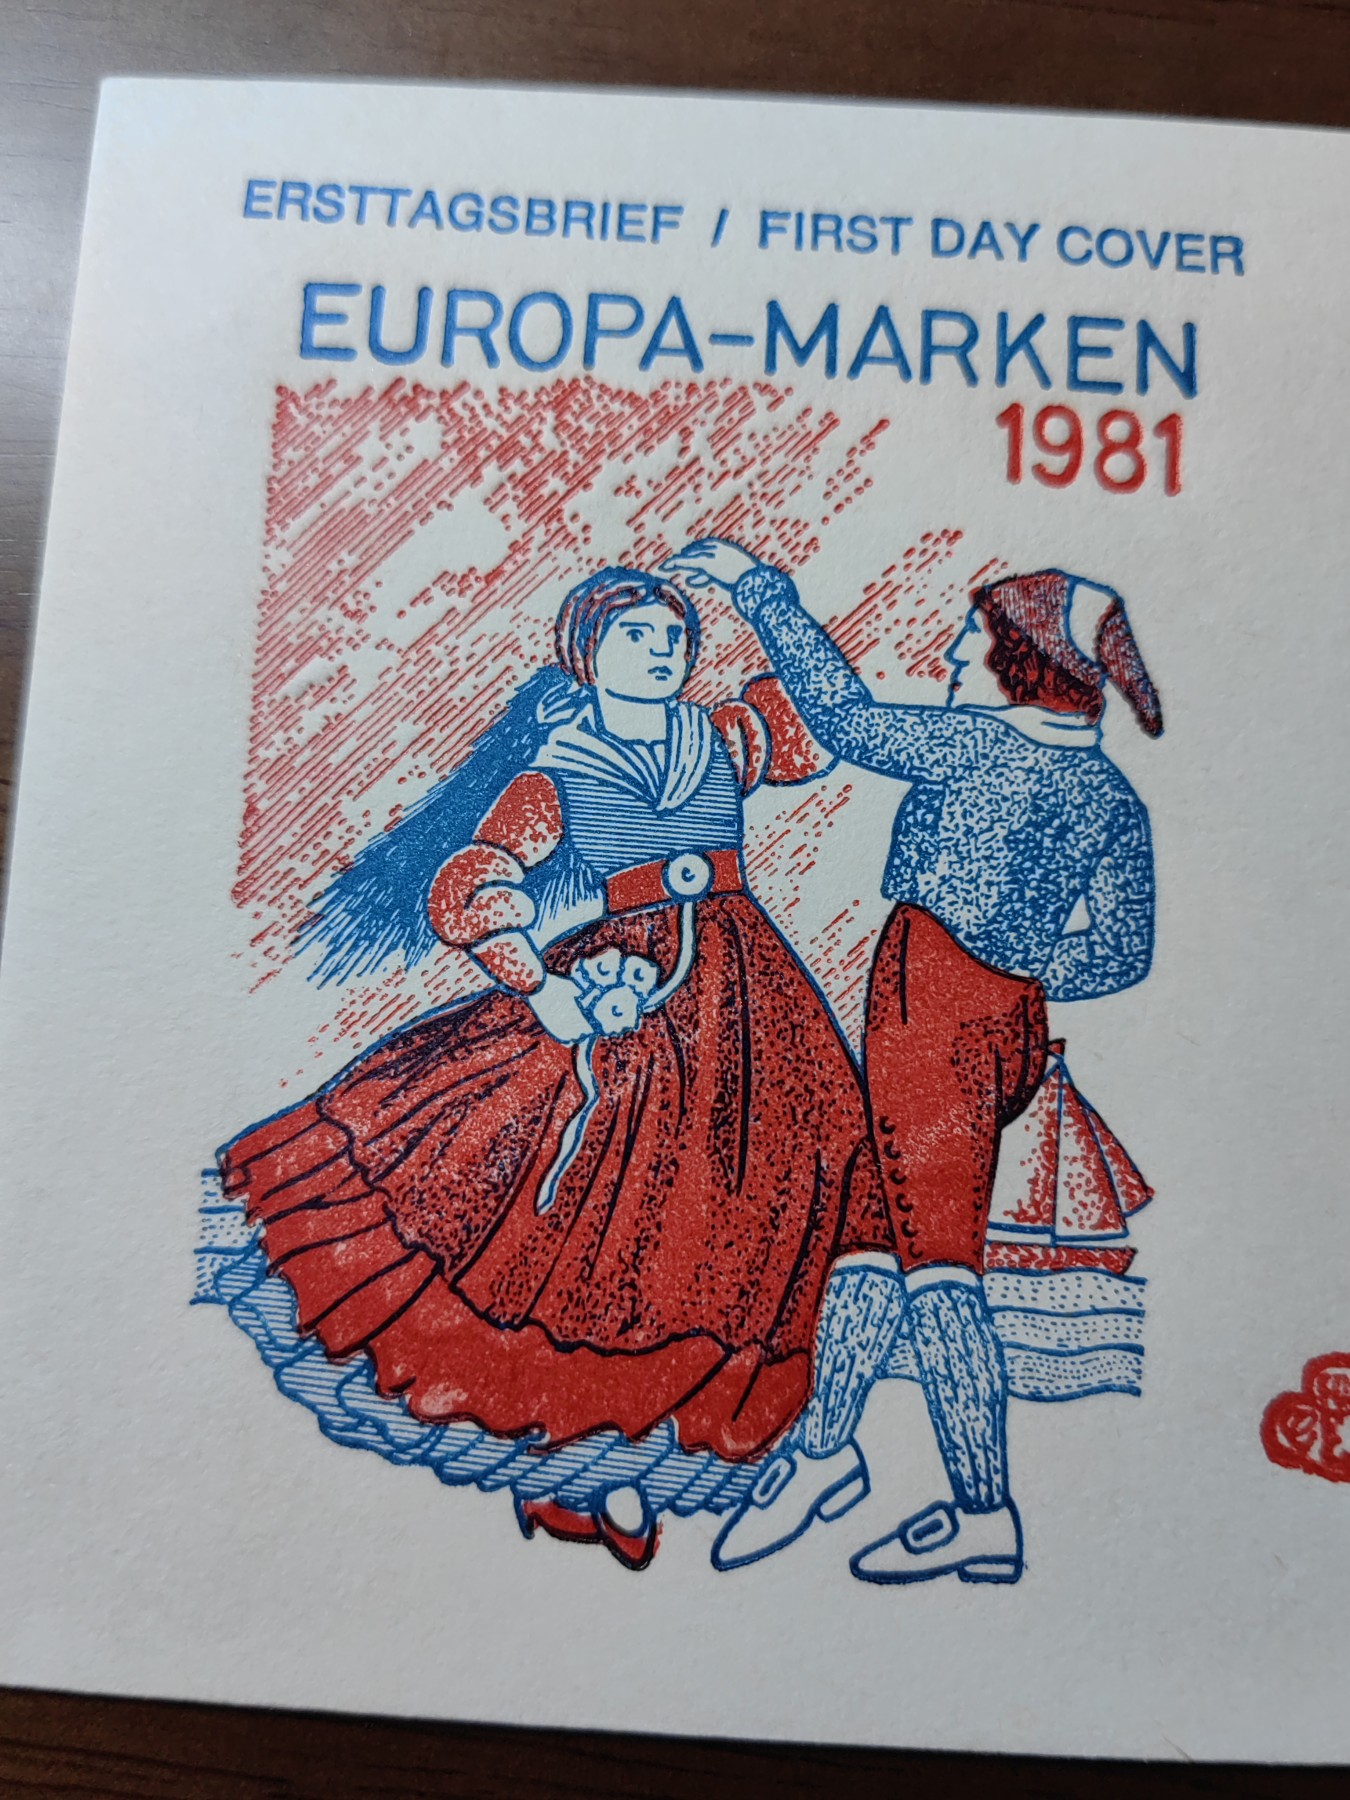 ERSTTAGSBRIEF / FIRST DAY COVER
EUROPA-MARKEN
1981